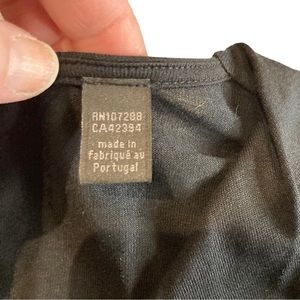 RN107288
CA42394
made in
fabriqué au
Portugal